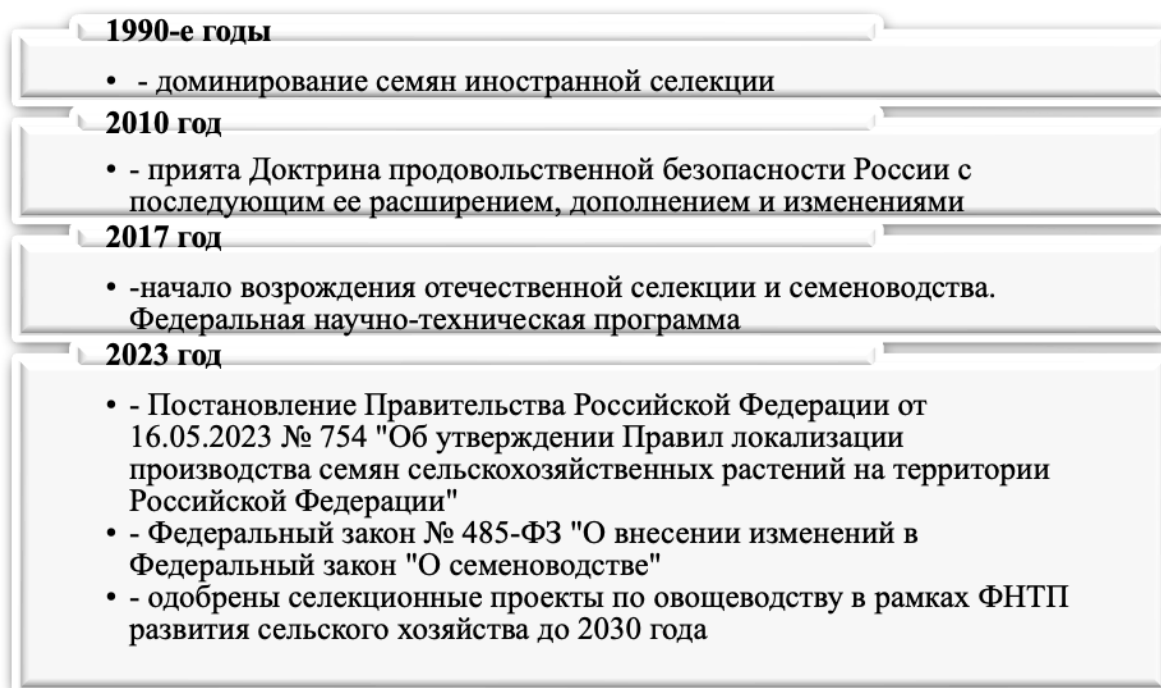 1990-е годы
• - доминирование семян иностранной селекции
2010 год
• - прията Доктрина продовольственной безопасности России с
последующим ее расширением, дополнением и изменениями
2017 год
• -начало возрождения отечественной селекции и семеноводства.
Федеральная научно-техническая программа
2023 год
• - Постановление Правительства Российской Федерации от
16.05.2023 № 754 "Об утверждении Правил локализации
производства семян сельскохозяйственных растений на территории
Российской Федерации"
• - Федеральный закон № 485-ФЗ "О внесении изменений в
Федеральный закон "О семеноводстве"
• - одобрены селекционные проекты по овощеводству в рамках ФНТП
развития сельского хозяйства до 2030 года